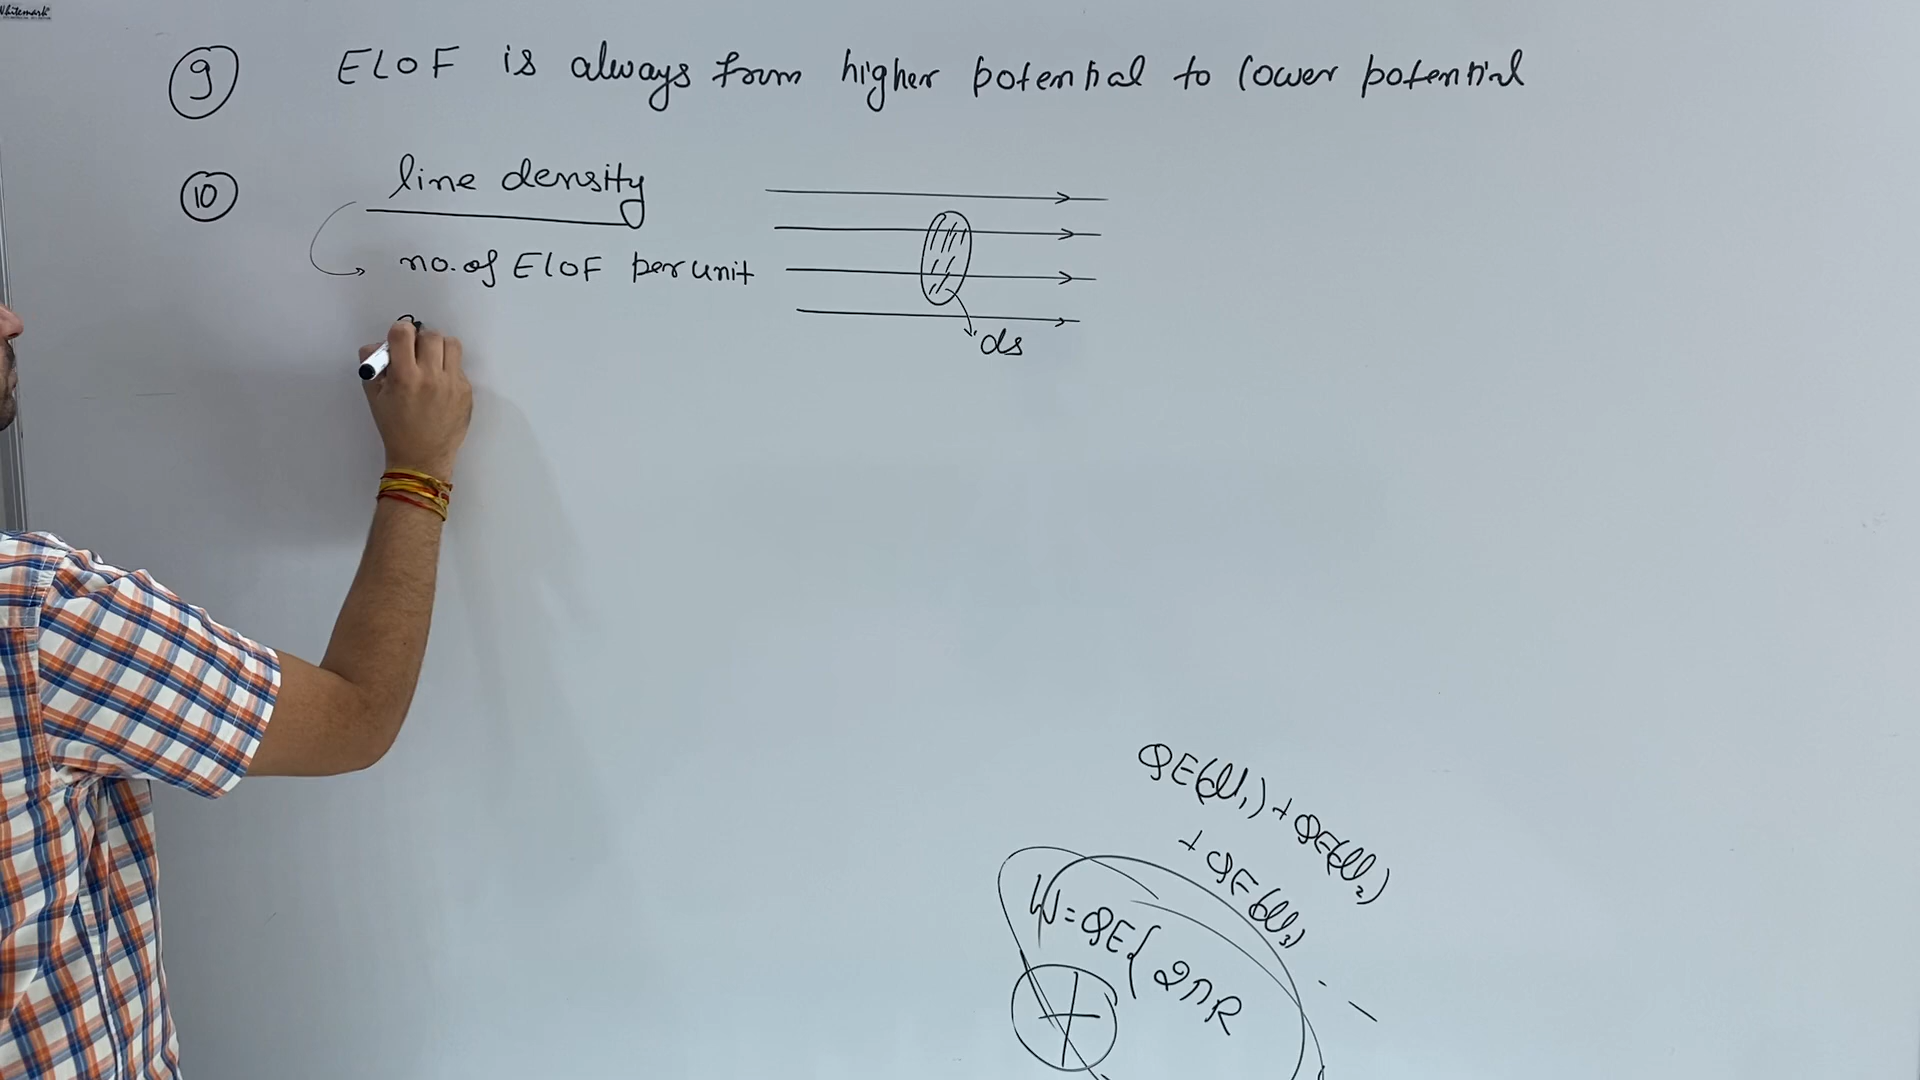 Whitemark
9 ELOF is always from higher potential to lower potential
10 line density
no. of ELOF per unit
ds
QE(dl₁) + QE(dl₂)
+ QE(dl₃) - -
W = QE{ 2πR
+